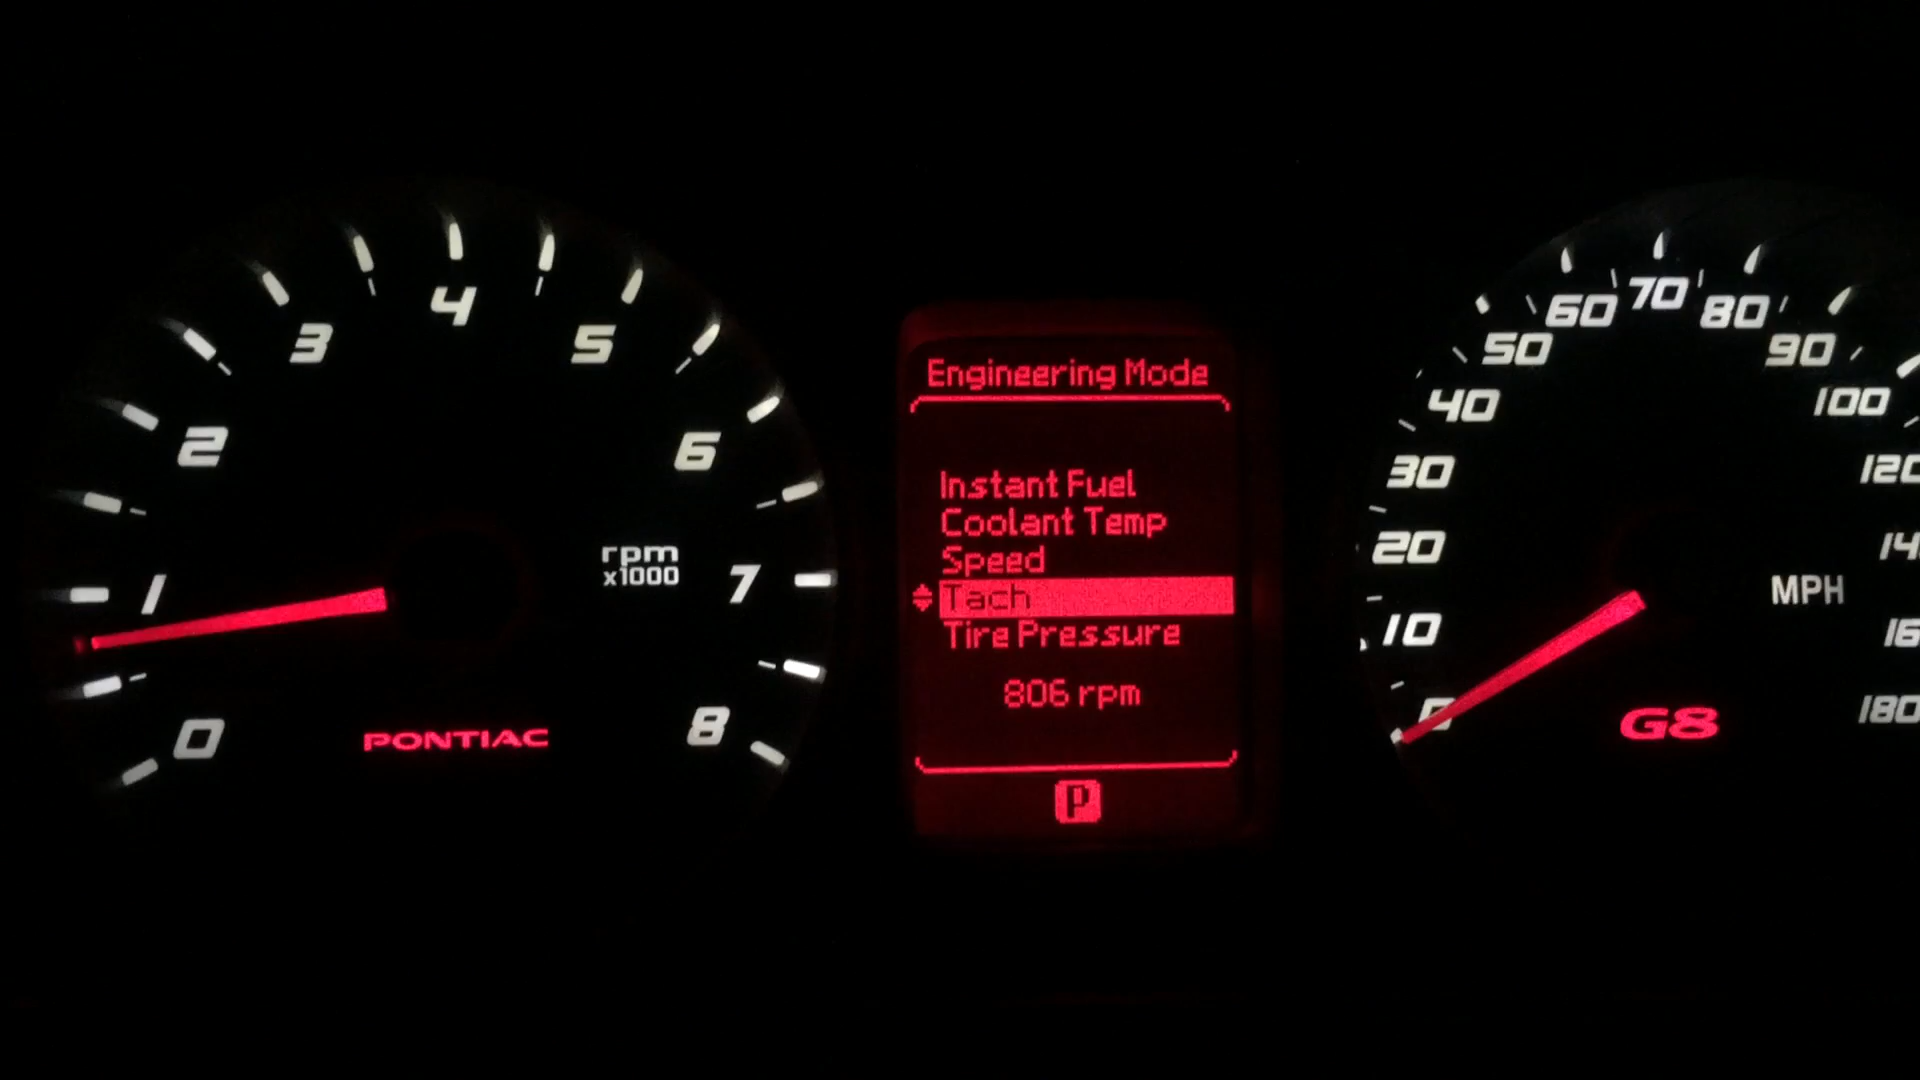 0
1
2
3
4
5
6
7
8
rpm
x1000
PONTIAC
Engineering Mode
Instant Fuel
Coolant Temp
Speed
Tach
Tire Pressure
806 rpm
P
10
20
30
40
50
60
70
80
90
100
180
MPH
G8